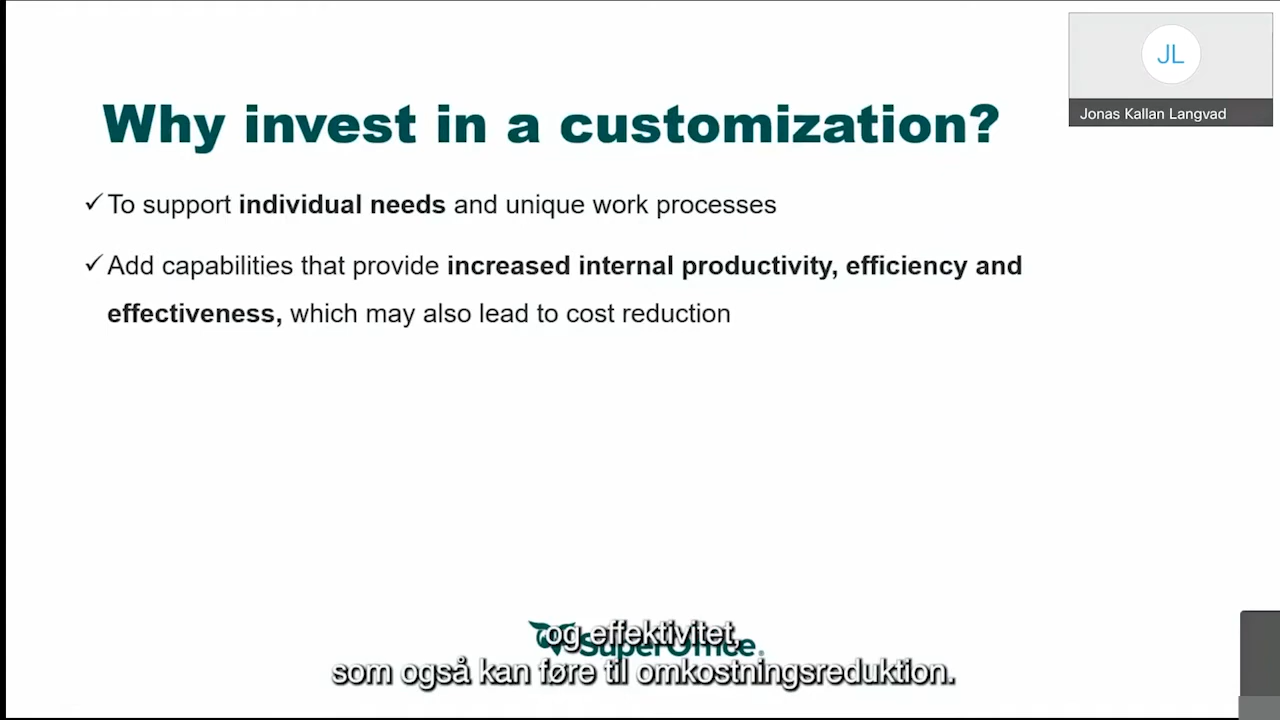 JL
Jonas Kallan Langvad
Why invest in a customization?
✓ To support individual needs and unique work processes
✓ Add capabilities that provide increased internal productivity, efficiency and
effectiveness, which may also lead to cost reduction
SuperOffice
og effektivitet,
som også kan føre til omkostningsreduktion.